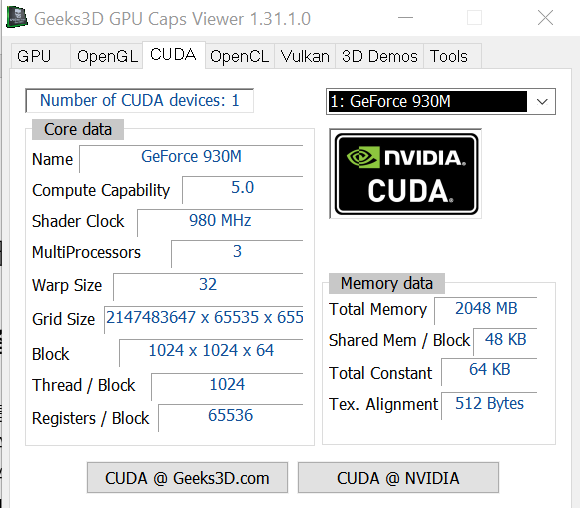 Geeks3D GPU Caps Viewer 1.31.1.0
GPU OpenGL CUDA OpenCL Vulkan 3D Demos Tools
Number of CUDA devices: 1
1: GeForce 930M
Core data
Name GeForce 930M
Compute Capability 5.0
Shader Clock 980 MHz
MultiProcessors 3
Warp Size 32
Grid Size 2147483647 x 65535 x 655
Block 1024 x 1024 x 64
Thread / Block 1024
Registers / Block 65536
NVIDIA.
CUDA.
Memory data
Total Memory 2048 MB
Shared Mem / Block 48 KB
Total Constant 64 KB
Tex. Alignment 512 Bytes
CUDA @ Geeks3D.com
CUDA @ NVIDIA